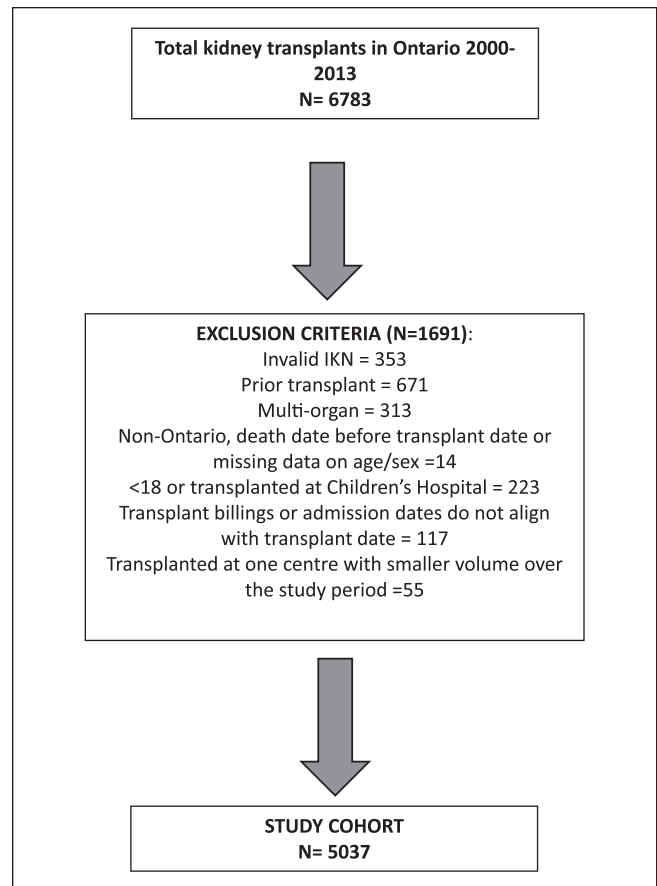 Total kidney transplants in Ontario 2000-
2013
N= 6783
EXCLUSION CRITERIA (N=1691):
Invalid IKN = 353
Prior transplant = 671
Multi-organ = 313
Non-Ontario, death date before transplant date or
missing data on age/sex =14
<18 or transplanted at Children's Hospital = 223
Transplant billings or admission dates do not align
with transplant date = 117
Transplanted at one centre with smaller volume over
the study period =55
STUDY COHORT
N= 5037